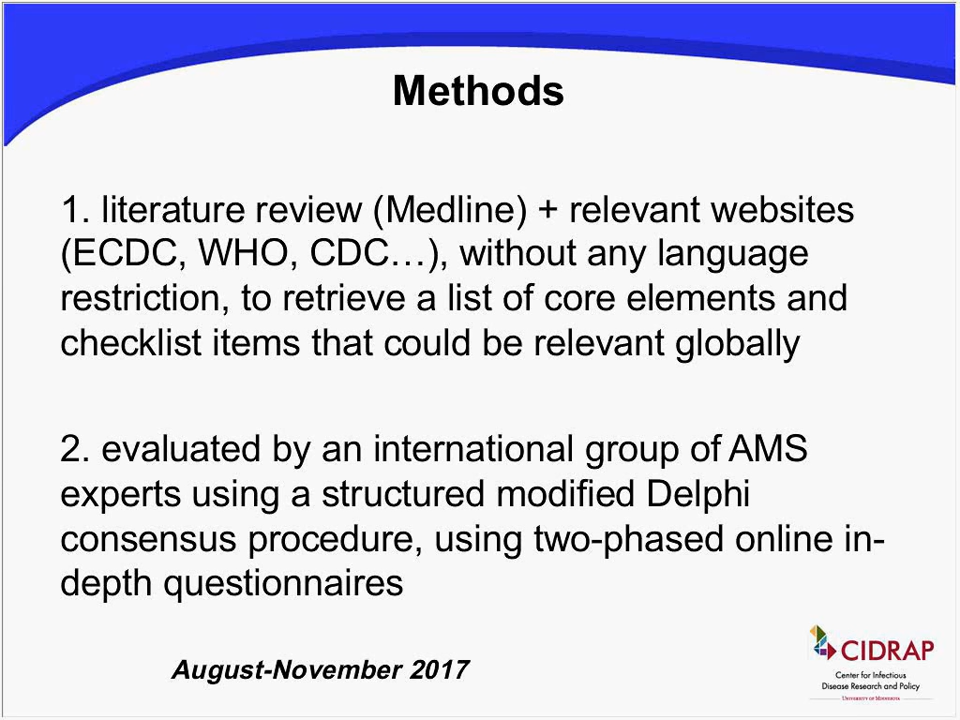 Methods
1. literature review (Medline) + relevant websites
(ECDC, WHO, CDC…), without any language
restriction, to retrieve a list of core elements and
checklist items that could be relevant globally
2. evaluated by an international group of AMS
experts using a structured modified Delphi
consensus procedure, using two-phased online in-
depth questionnaires
August-November 2017
CIDRAP
Center for Infectious
Disease Research and Policy
UNIVERSITY OF MINNESOTA